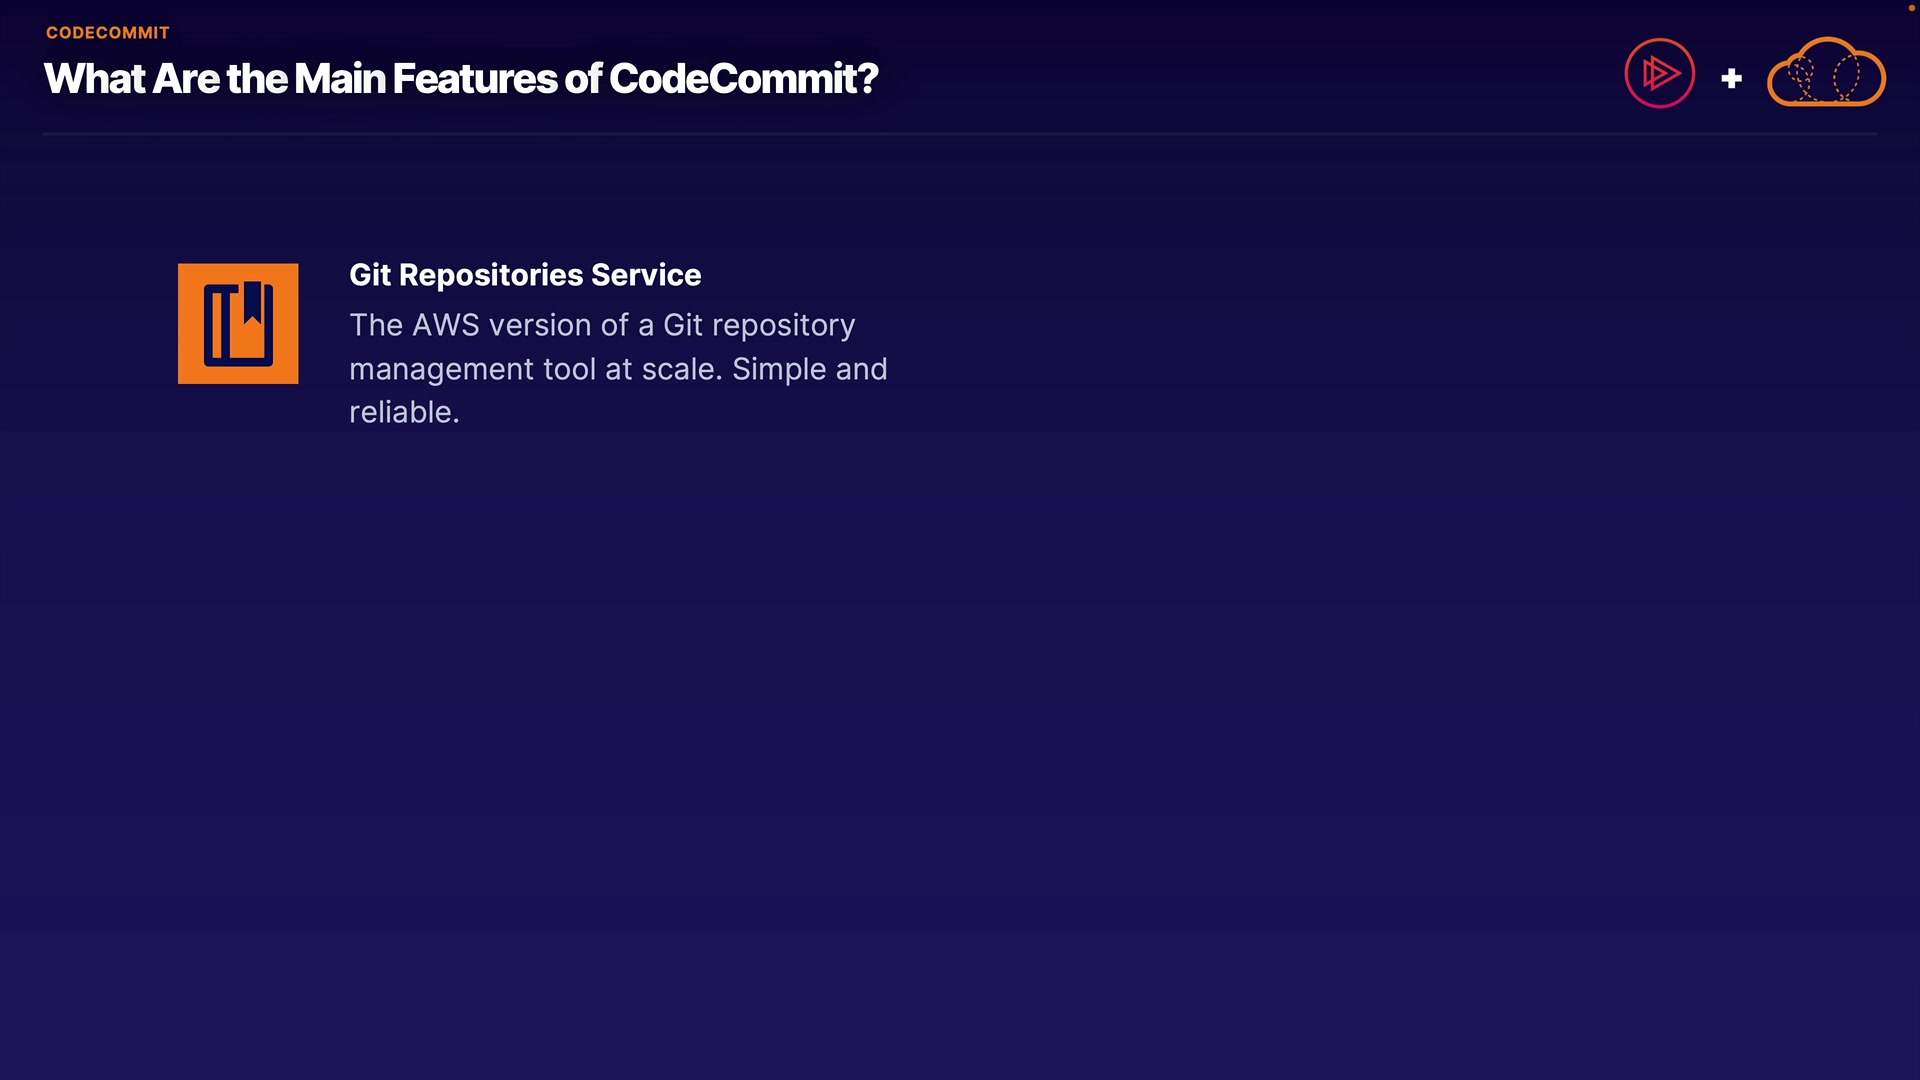 CODECOMMIT
What Are the Main Features of CodeCommit?
+
Git Repositories Service
The AWS version of a Git repository
management tool at scale. Simple and
reliable.